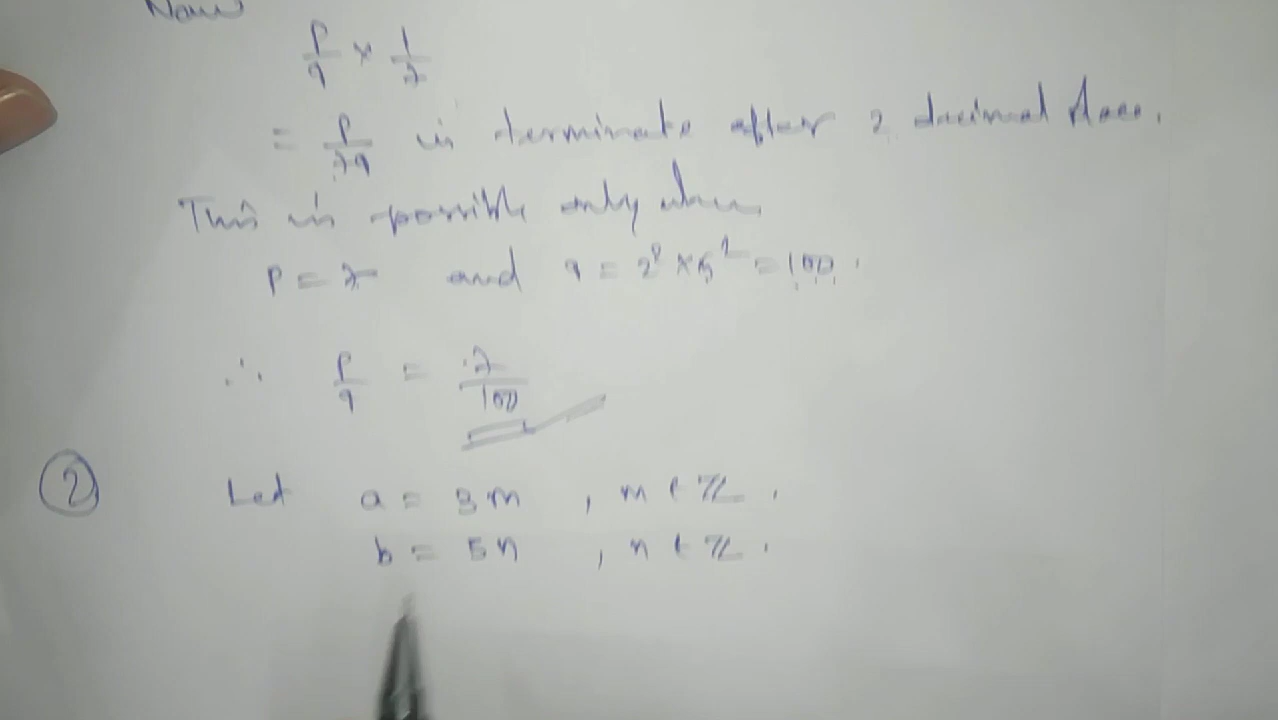 Now
p/q × 1/7
= p/7q is terminate after 2 decimal place.
This is possible only when
P = 7 and q = 2² × 5² = 100.
∴ p/q = 7/100
② Let a = 3m , m ∈ ℤ .
b = 5n , n ∈ ℤ .